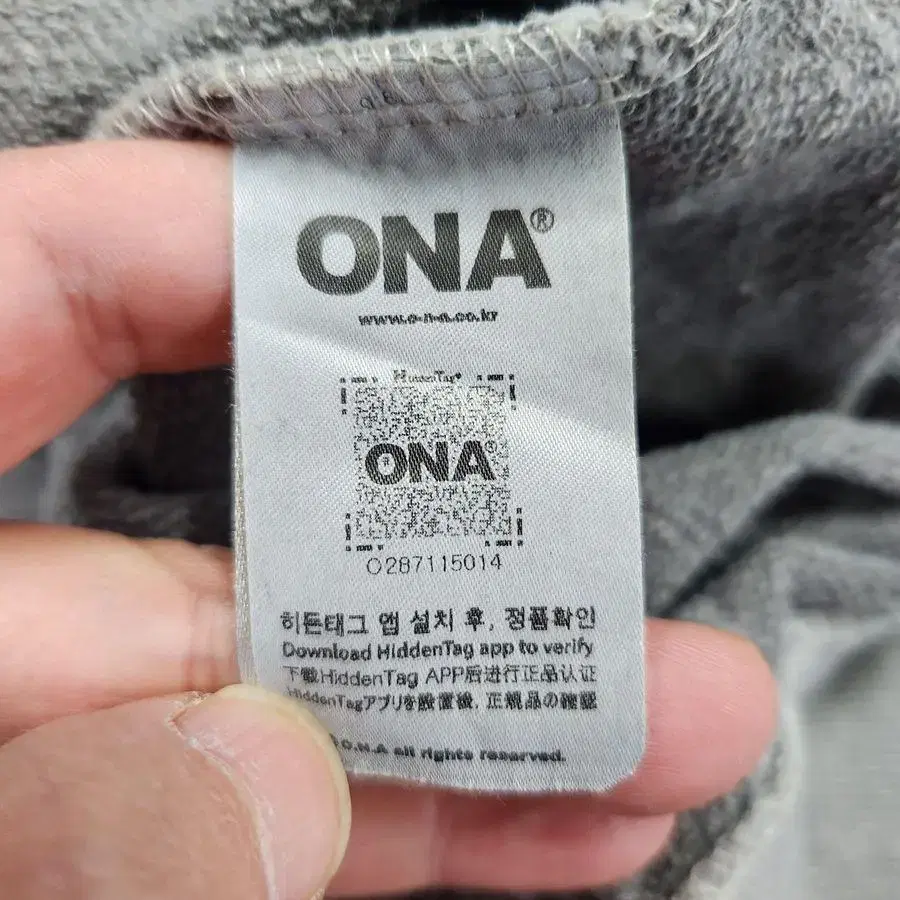 ONA®
www.o-n-a.co.kr
HiddenTag®
ONA
O287115014
히든태그 앱 설치 후, 정품확인
Download HiddenTag app to verify
下载HiddenTag APP后进行正品认证
HiddenTagアプリを設置後, 正規品の確認
O.N.A all rights reserved.